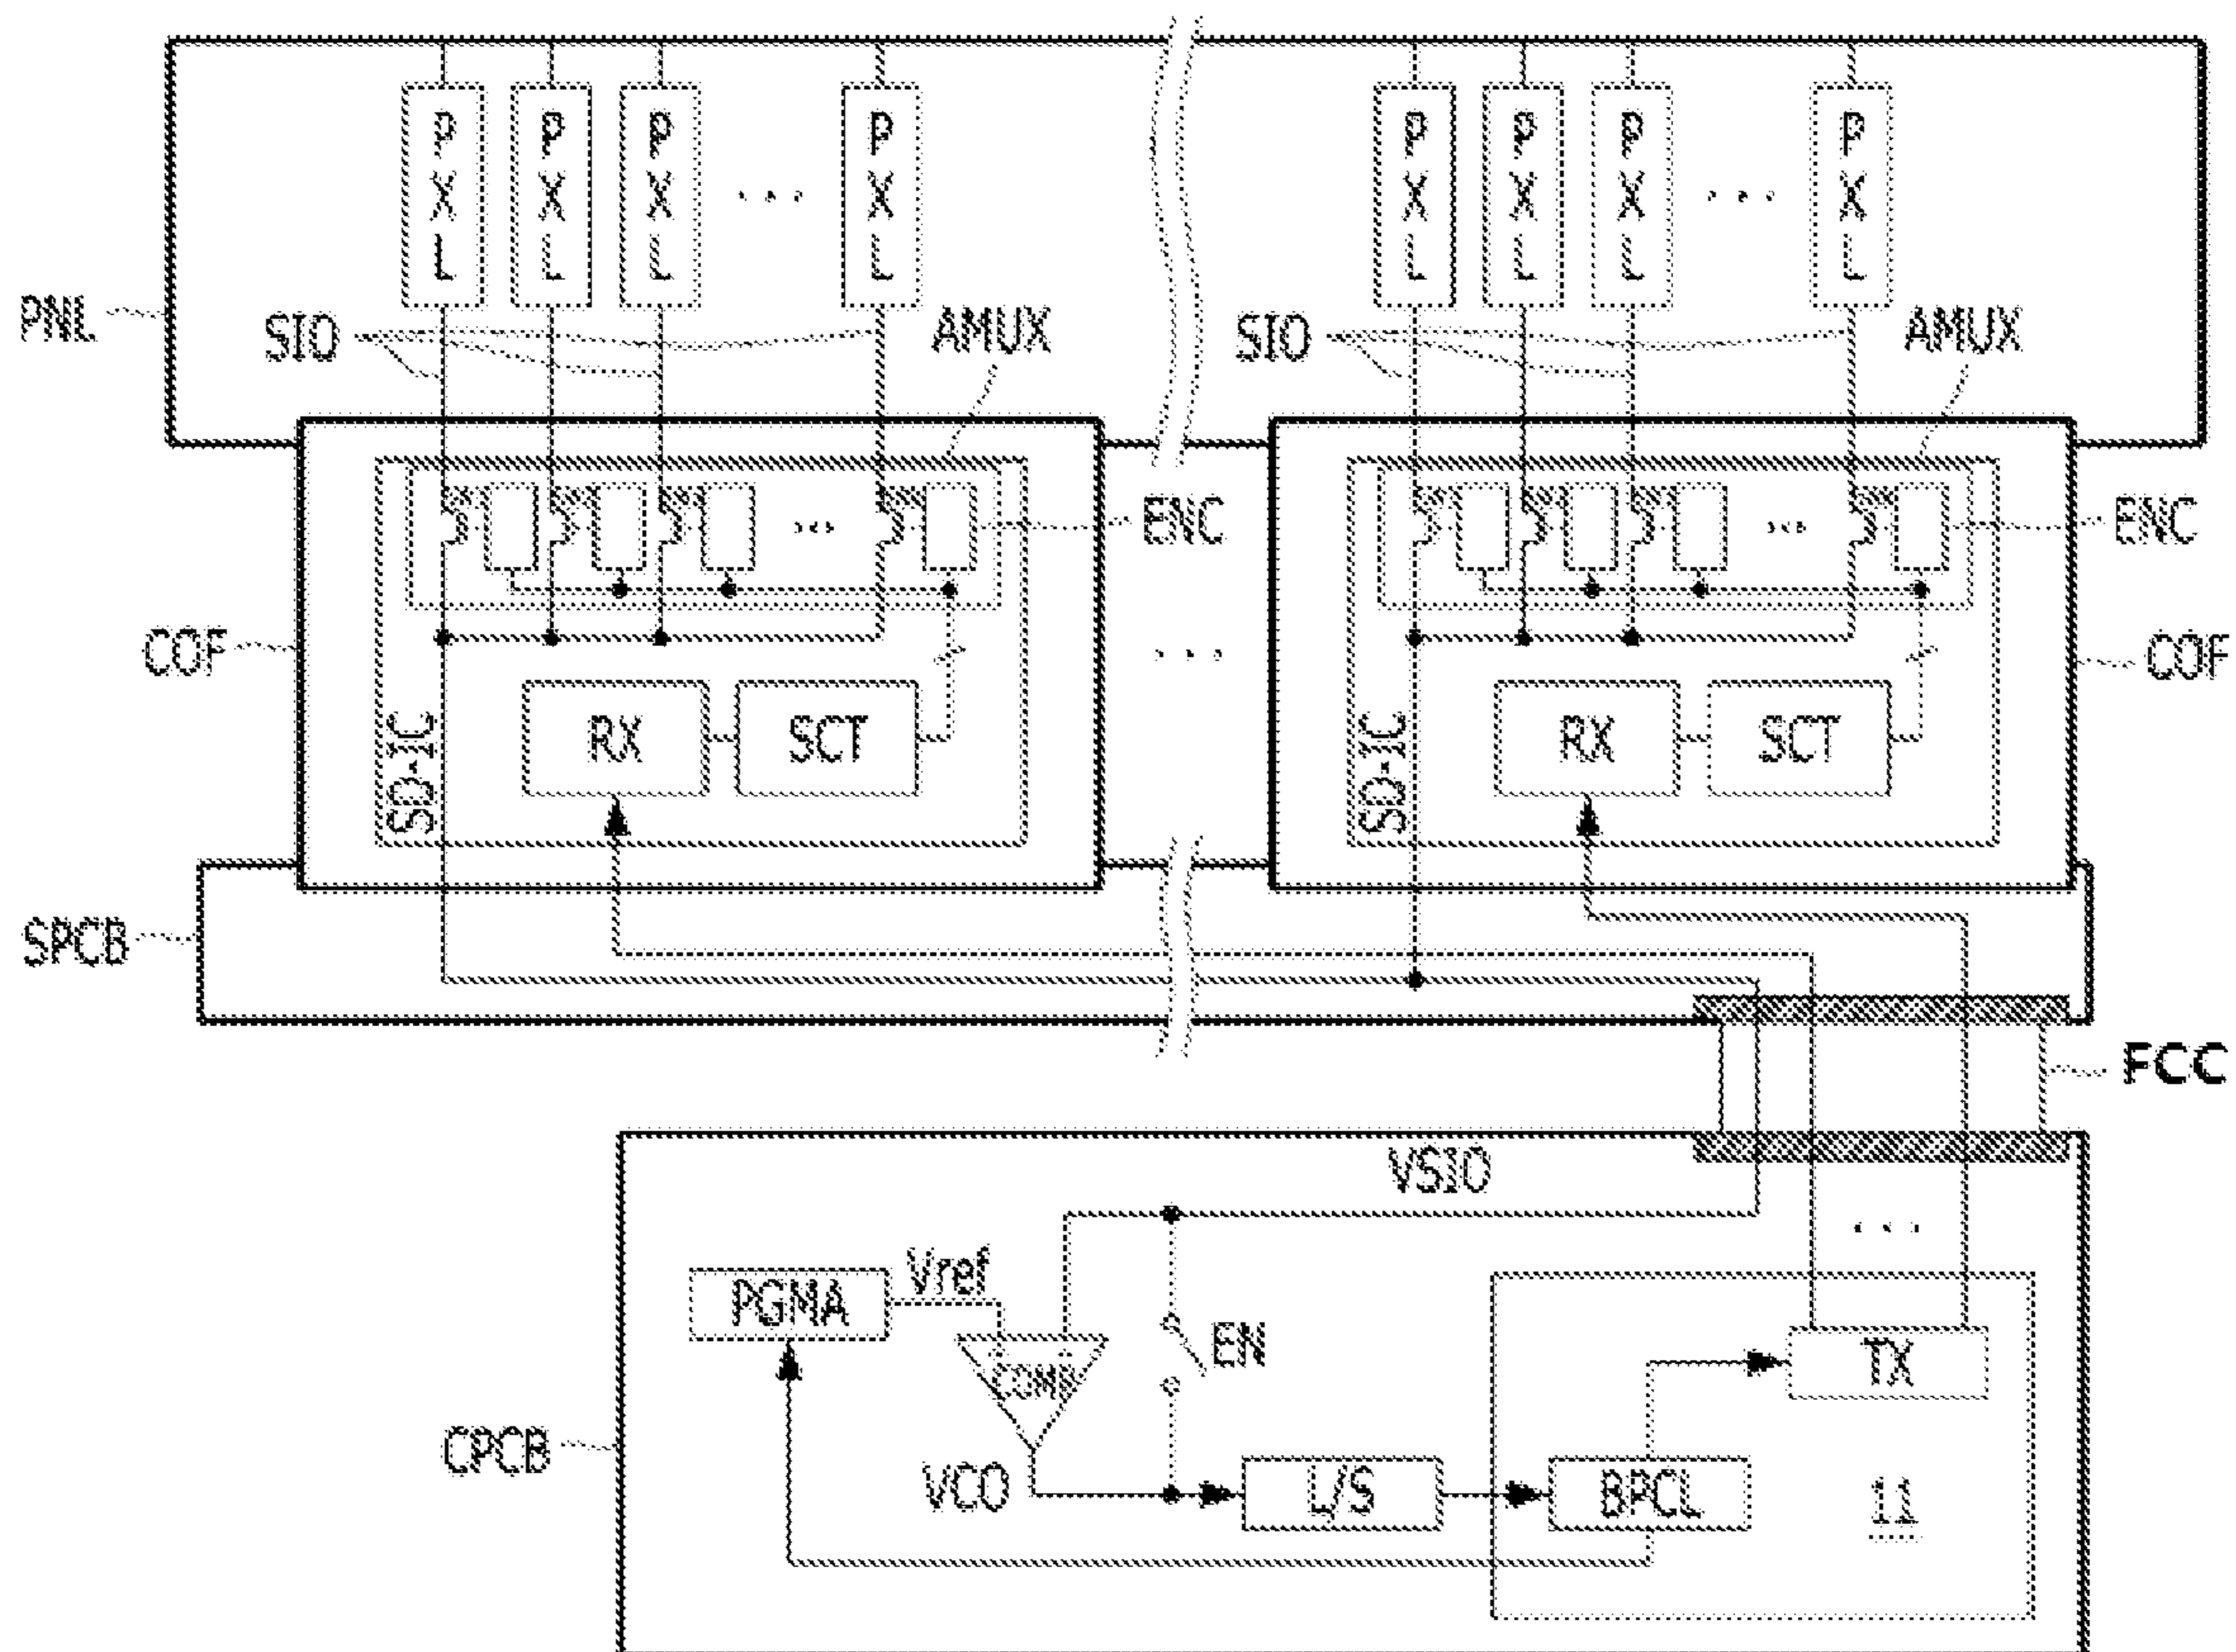 PXL PXL PXL ... PXL PXL PXL PXL ... PXL
PNL
SIO AMUX SIO AMUX
... ENC ... ENC
COF ... COF
SD-IC RX SCT SD-IC RX SCT
SPCB
FCC
VSIO
...
PGMA Vref
COMP EN TX
CPCB
VCO L/S BPCL 11